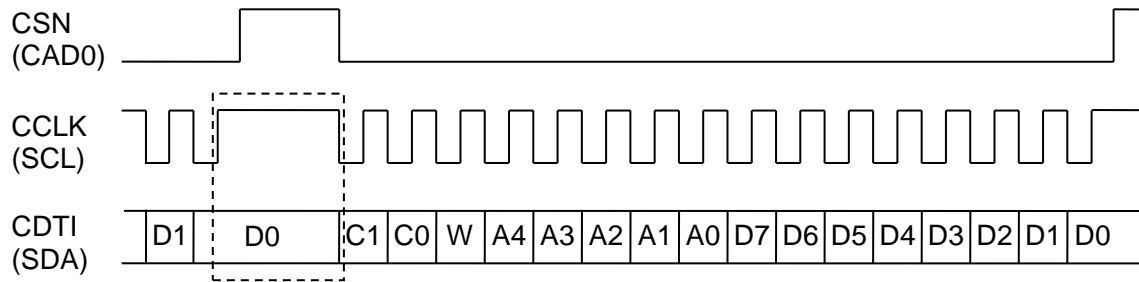 CSN
(CAD0)
CCLK
(SCL)
CDTI
(SDA)
D1 D0 C1 C0 W A4 A3 A2 A1 A0 D7 D6 D5 D4 D3 D2 D1 D0